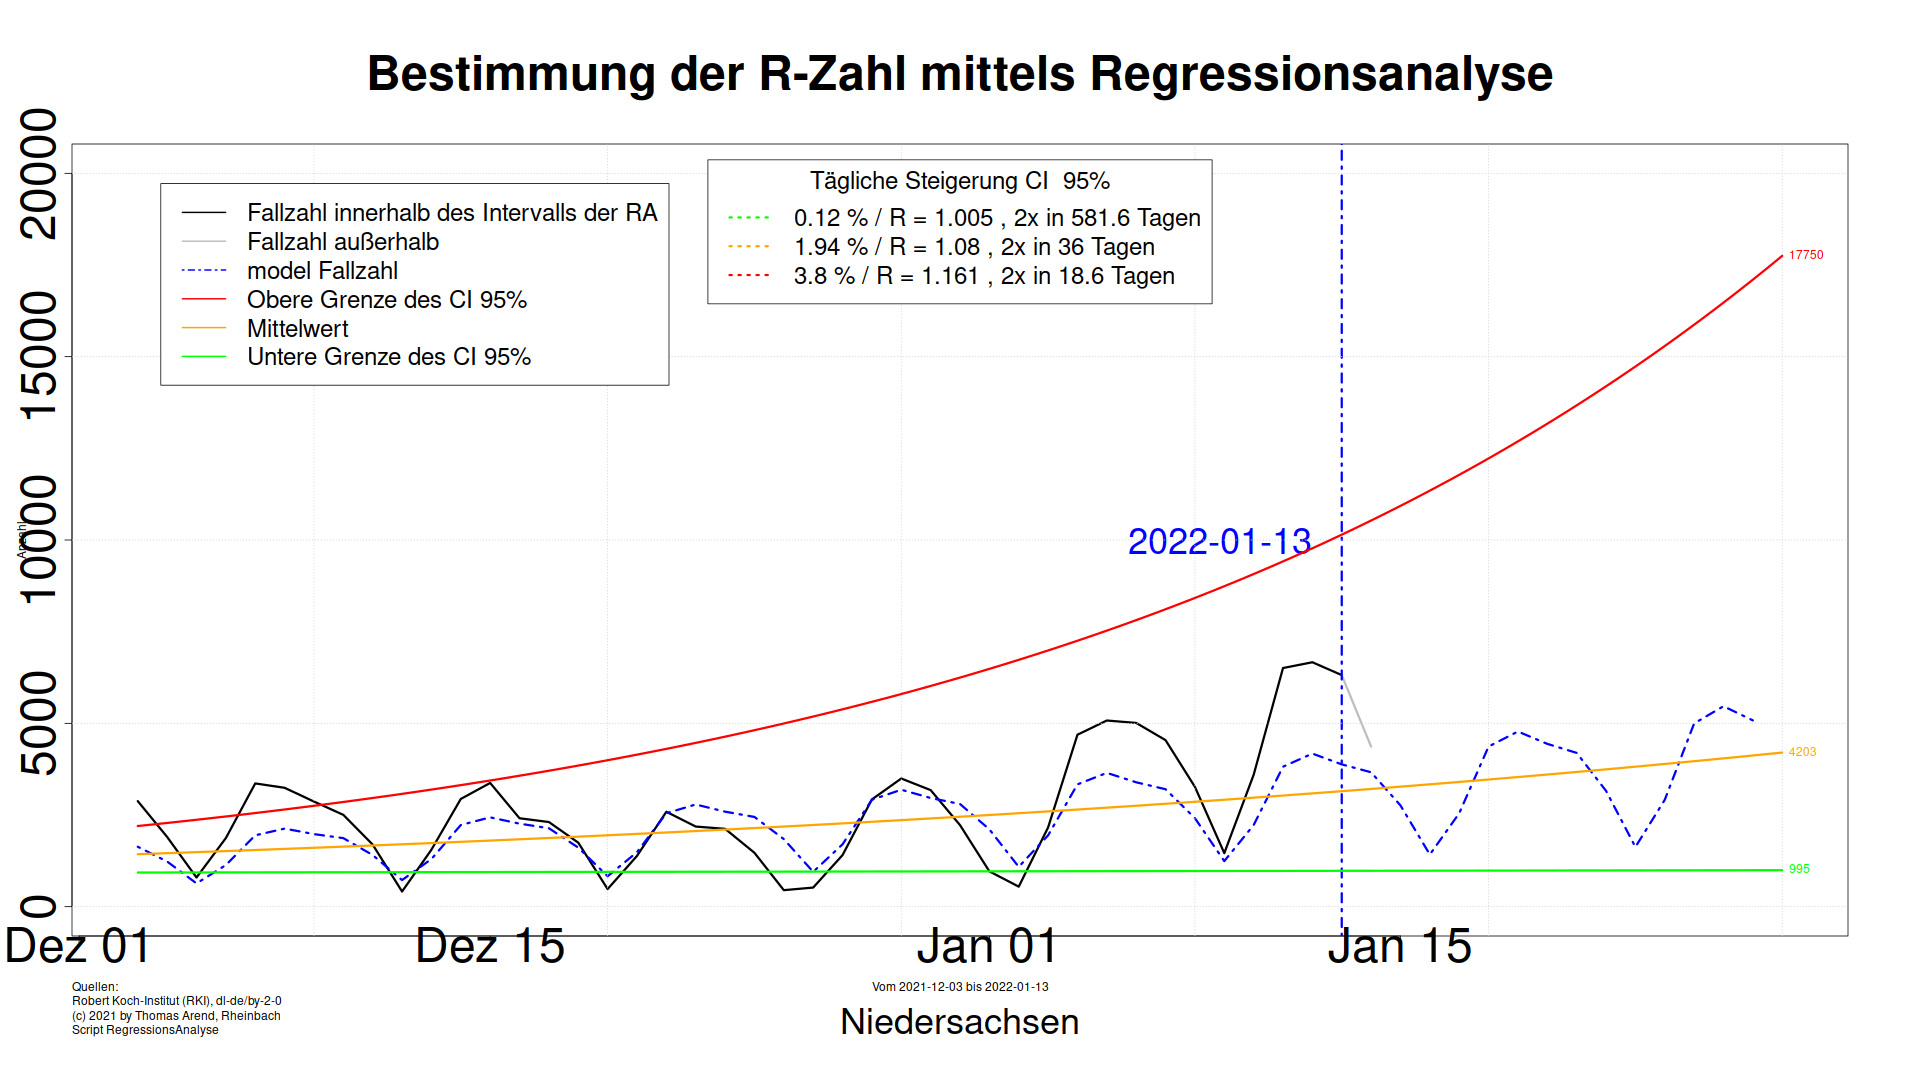 Bestimmung der R-Zahl mittels Regressionsanalyse
20000
15000
10000
5000
0
Anzahl
Fallzahl innerhalb des Intervalls der RA
Fallzahl außerhalb
model Fallzahl
Obere Grenze des CI 95%
Mittelwert
Untere Grenze des CI 95%
Tägliche Steigerung CI 95%
0.12 % / R = 1.005 , 2x in 581.6 Tagen
1.94 % / R = 1.08 , 2x in 36 Tagen
3.8 % / R = 1.161 , 2x in 18.6 Tagen
2022-01-13
17750
4203
995
Dez 01
Dez 15
Jan 01
Jan 15
Quellen:
Robert Koch-Institut (RKI), dl-de/by-2-0
(c) 2021 by Thomas Arend, Rheinbach
Script RegressionsAnalyse
Vom 2021-12-03 bis 2022-01-13
Niedersachsen